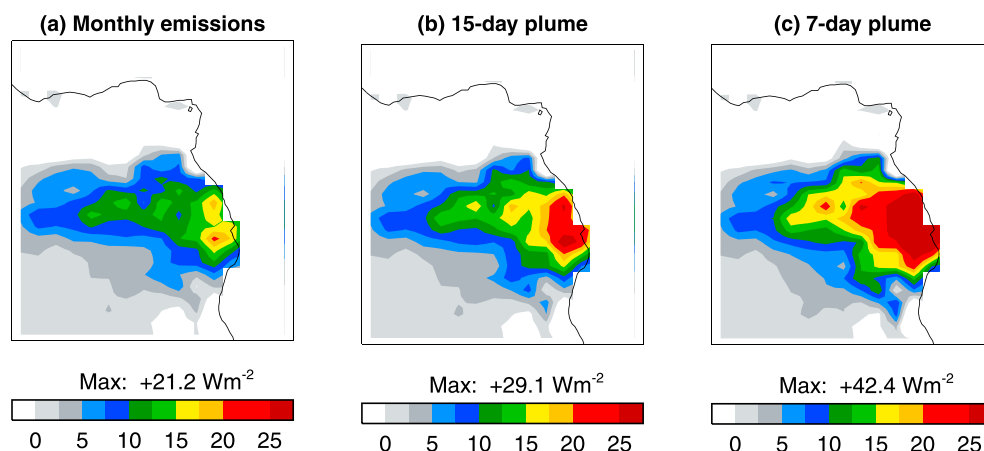 (a) Monthly emissions
(b) 15-day plume
(c) 7-day plume
Max: +21.2 Wm-2
Max: +29.1 Wm-2
Max: +42.4 Wm-2
0 5 10 15 20 25
0 5 10 15 20 25
0 5 10 15 20 25